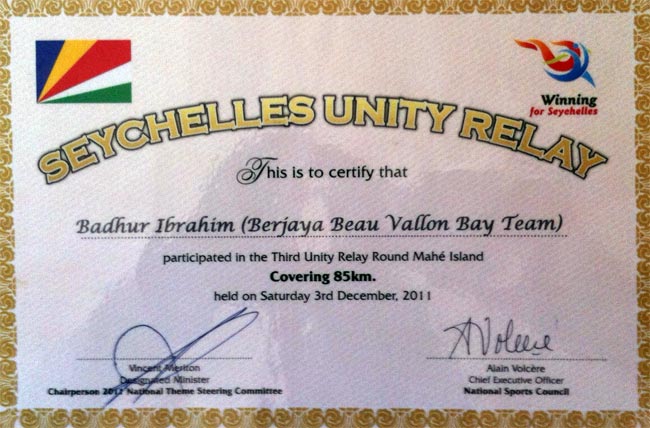 Winning
for Seychelles
SEYCHELLES UNITY RELAY
This is to certify that
Badhur Ibrahim (Berjaya Beau Vallon Bay Team)
participated in the Third Unity Relay Round Mahé Island
Covering 85km.
held on Saturday 3rd December, 2011
AVolcere
Vincent Meriton
Designated Minister
Chairperson 2011 National Theme Steering Committee
Alain Volcère
Chief Executive Officer
National Sports Council